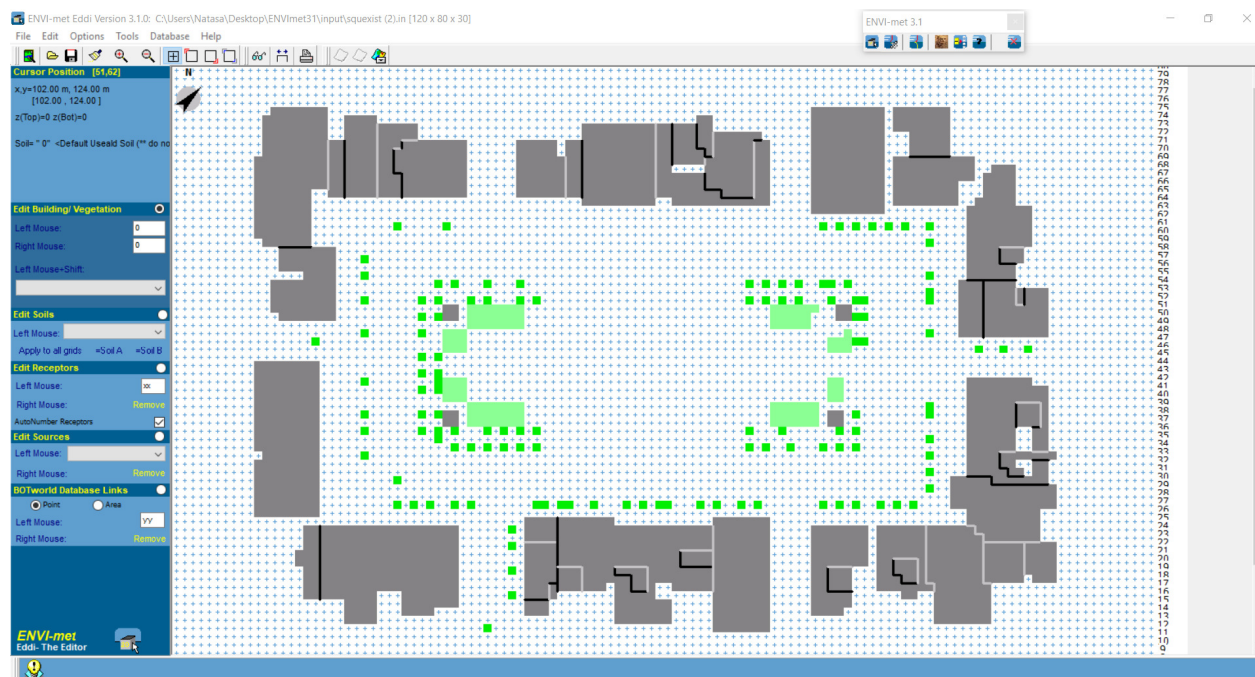 ENVI-met Eddi Version 3.1.0: C:\Users\Natasa\Desktop\ENVImet31\input\squexist (2).in [120 x 80 x 30]
ENVI-met 3.1
File Edit Options Tools Database Help
Cursor Position [51,62]
x,y=102.00 m, 124.00 m
[102.00 , 124.00 ]
z(Top)=0 z(Bot)=0
Soil= " 0" <Default Useald Soil (** do no
Edit Building/ Vegetation
Left Mouse: 0
Right Mouse: 0
Left Mouse+Shift:
Edit Soils
Left Mouse:
Apply to all grids =Soil A =Soil B
Edit Receptors
Left Mouse: xx
Right Mouse: Remove
AutoNumber Receptors
Edit Sources
Left Mouse:
Right Mouse: Remove
BOTworld Database Links
Point Area
Left Mouse: yy
Right Mouse: Remove
ENVI-met
Eddi- The Editor
N
79
78
77
76
75
74
73
72
71
70
69
68
67
66
65
64
63
62
61
60
59
58
57
56
55
54
53
52
51
50
49
48
47
46
45
44
43
42
41
40
39
38
37
36
35
34
33
32
31
30
29
28
27
26
25
24
23
22
21
20
19
18
17
16
15
14
13
12
11
10
9